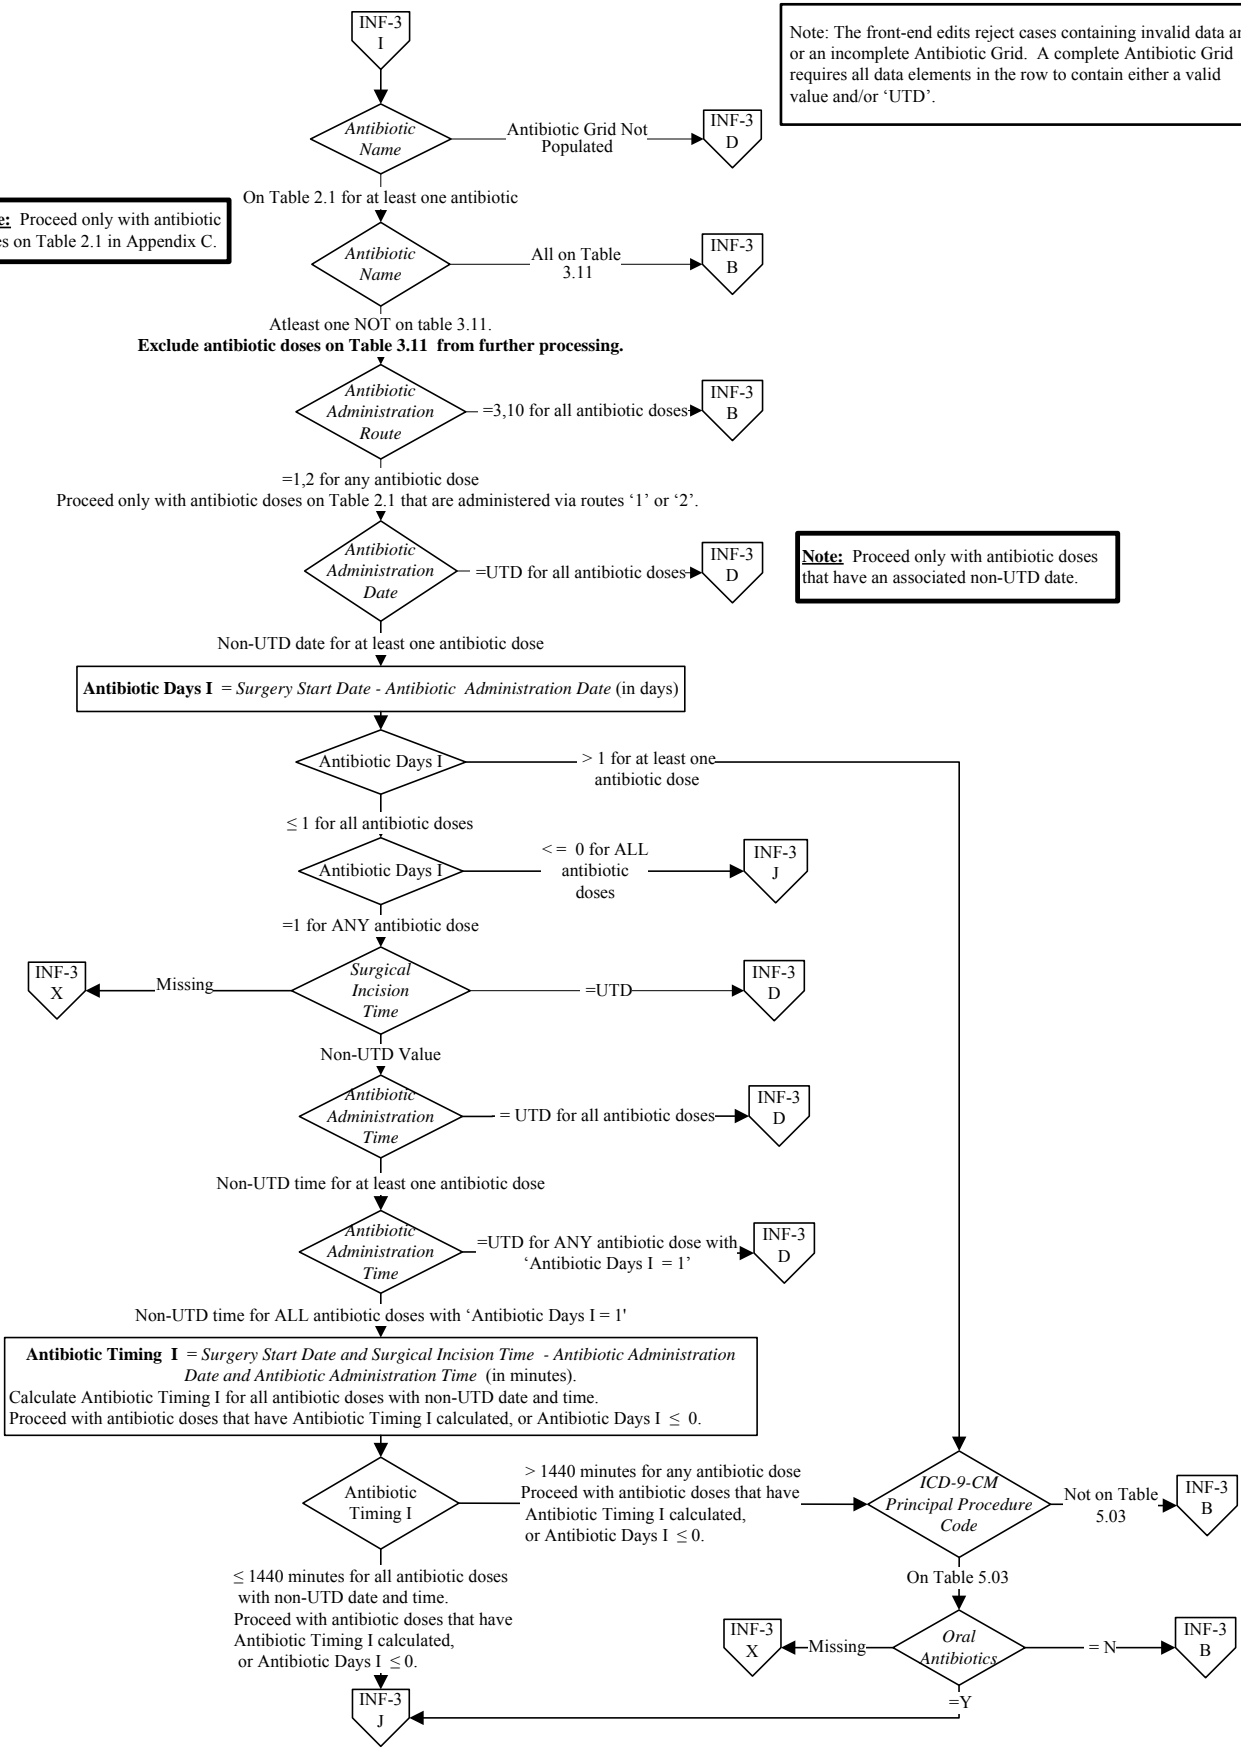 INF-3
I
Note: The front-end edits reject cases containing invalid data
or an incomplete Antibiotic Grid. A complete Antibiotic Grid
requires all data elements in the row to contain either a valid
value and/or ‘UTD’.
Antibiotic
Name
Antibiotic Grid Not
Populated
INF-3
D
On Table 2.1 for at least one antibiotic
Proceed only with antibiotic
on Table 2.1 in Appendix C.
Antibiotic
Name
All on Table
3.11
INF-3
B
Atleast one NOT on table 3.11.
Exclude antibiotic doses on Table 3.11 from further processing.
Antibiotic
Administration
Route
=3,10 for all antibiotic doses
INF-3
B
=1,2 for any antibiotic dose
Proceed only with antibiotic doses on Table 2.1 that are administered via routes ‘1’ or ‘2’.
Antibiotic
Administration
Date
=UTD for all antibiotic doses
INF-3
D
Note: Proceed only with antibiotic doses
that have an associated non-UTD date.
Non-UTD date for at least one antibiotic dose
Antibiotic Days I = Surgery Start Date - Antibiotic Administration Date (in days)
Antibiotic Days I
> 1 for at least one
antibiotic dose
≤ 1 for all antibiotic doses
Antibiotic Days I
< = 0 for ALL
antibiotic
doses
INF-3
J
=1 for ANY antibiotic dose
INF-3
X
Missing
Surgical
Incision
Time
=UTD
INF-3
D
Non-UTD Value
Antibiotic
Administration
Time
= UTD for all antibiotic doses
INF-3
D
Non-UTD time for at least one antibiotic dose
Antibiotic
Administration
Time
=UTD for ANY antibiotic dose with
‘Antibiotic Days I = 1’
INF-3
D
Non-UTD time for ALL antibiotic doses with ‘Antibiotic Days I = 1'
Antibiotic Timing I = Surgery Start Date and Surgical Incision Time - Antibiotic Administration
Date and Antibiotic Administration Time (in minutes).
Calculate Antibiotic Timing I for all antibiotic doses with non-UTD date and time.
Proceed with antibiotic doses that have Antibiotic Timing I calculated, or Antibiotic Days I ≤ 0.
Antibiotic
Timing I
> 1440 minutes for any antibiotic dose
Proceed with antibiotic doses that have
Antibiotic Timing I calculated,
or Antibiotic Days I ≤ 0.
ICD-9-CM
Principal Procedure
Code
Not on Table
5.03
INF-3
B
≤ 1440 minutes for all antibiotic doses
with non-UTD date and time.
Proceed with antibiotic doses that have
Antibiotic Timing I calculated,
or Antibiotic Days I ≤ 0.
On Table 5.03
INF-3
X
Missing
Oral
Antibiotics
= N
INF-3
B
=Y
INF-3
J